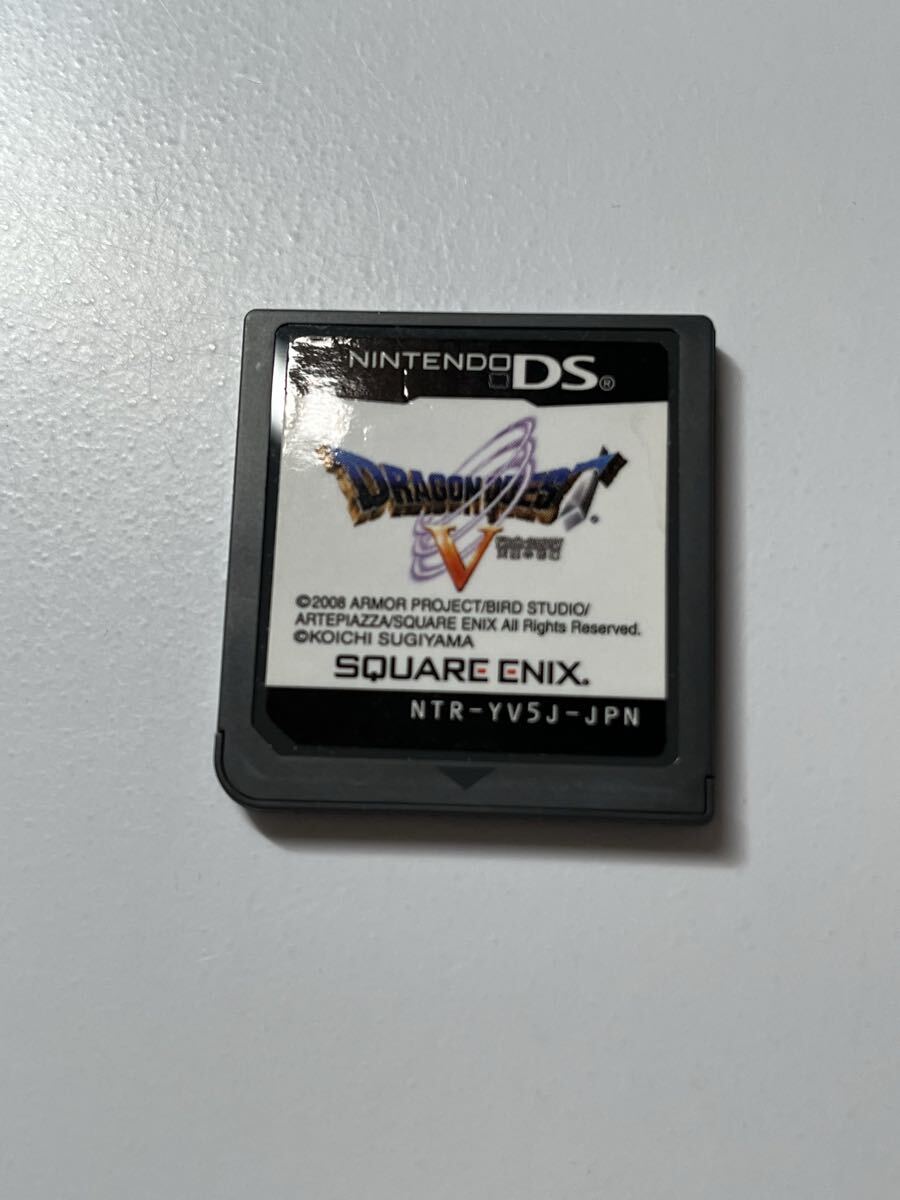 NINTENDO DS®
DRAGON QUEST
V
©2008 ARMOR PROJECT/BIRD STUDIO/
ARTEPIAZZA/SQUARE ENIX All Rights Reserved.
©KOICHI SUGIYAMA
SQUARE ENIX.
NTR-YV5J-JPN